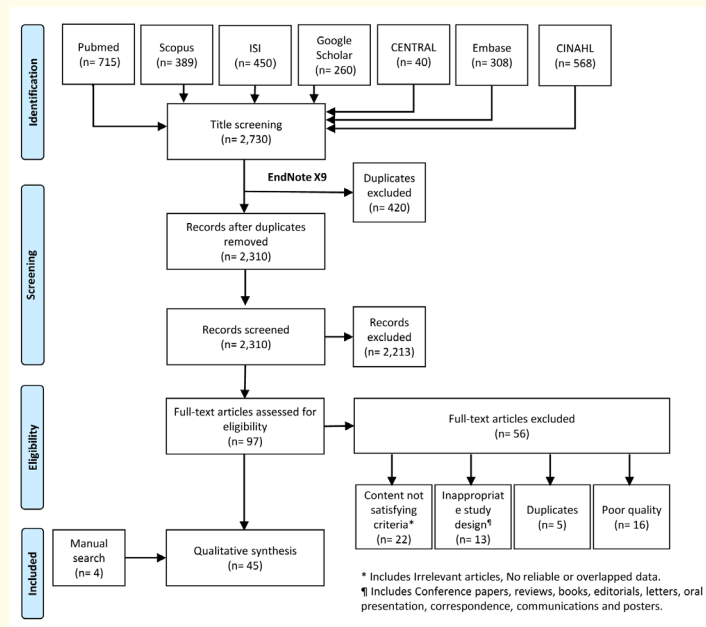 Identification
Pubmed
(n= 715)
Scopus
(n= 389)
ISI
(n= 450)
Google
Scholar
(n= 260)
CENTRAL
(n= 40)
Embase
(n= 308)
CINAHL
(n= 568)
Title screening
(n= 2,730)
EndNote X9
Duplicates
excluded
(n= 420)
Screening
Records after duplicates
removed
(n= 2,310)
Records screened
(n= 2,310)
Records
excluded
(n= 2,213)
Eligibility
Full-text articles assessed for
eligibility
(n= 97)
Full-text articles excluded
(n= 56)
Content not
satisfying
criteria*
(n= 22)
Inappropriat
e study
design¶
(n= 13)
Duplicates
(n= 5)
Poor quality
(n= 16)
Included
Manual
search
(n= 4)
Qualitative synthesis
(n= 45)
* Includes Irrelevant articles, No reliable or overlapped data.
¶ Includes Conference papers, reviews, books, editorials, letters, oral
presentation, correspondence, communications and posters.